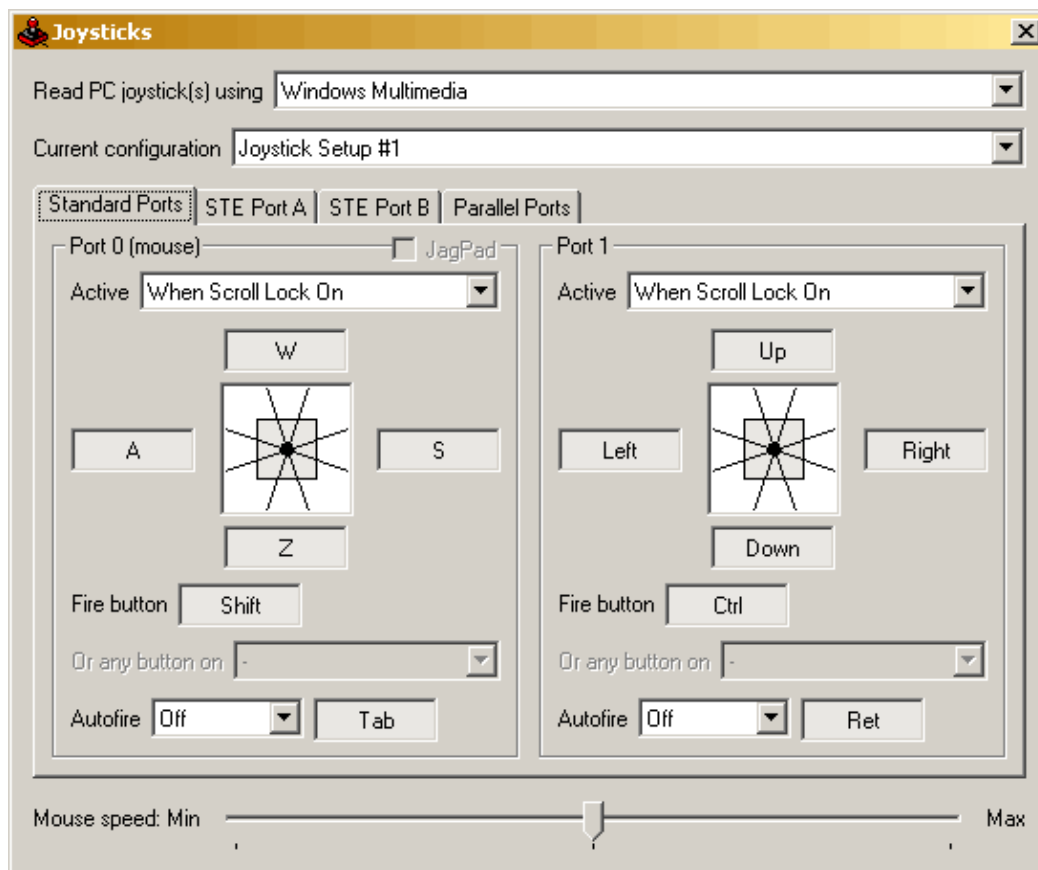 Joysticks
Read PC joystick(s) using Windows Multimedia
Current configuration Joystick Setup #1
Standard Ports STE Port A STE Port B Parallel Ports
Port 0 (mouse) JagPad
Active When Scroll Lock On
W
A S
Z
Fire button Shift
Or any button on -
Autofire Off Tab
Port 1
Active When Scroll Lock On
Up
Left Right
Down
Fire button Ctrl
Or any button on -
Autofire Off Ret
Mouse speed: Min Max